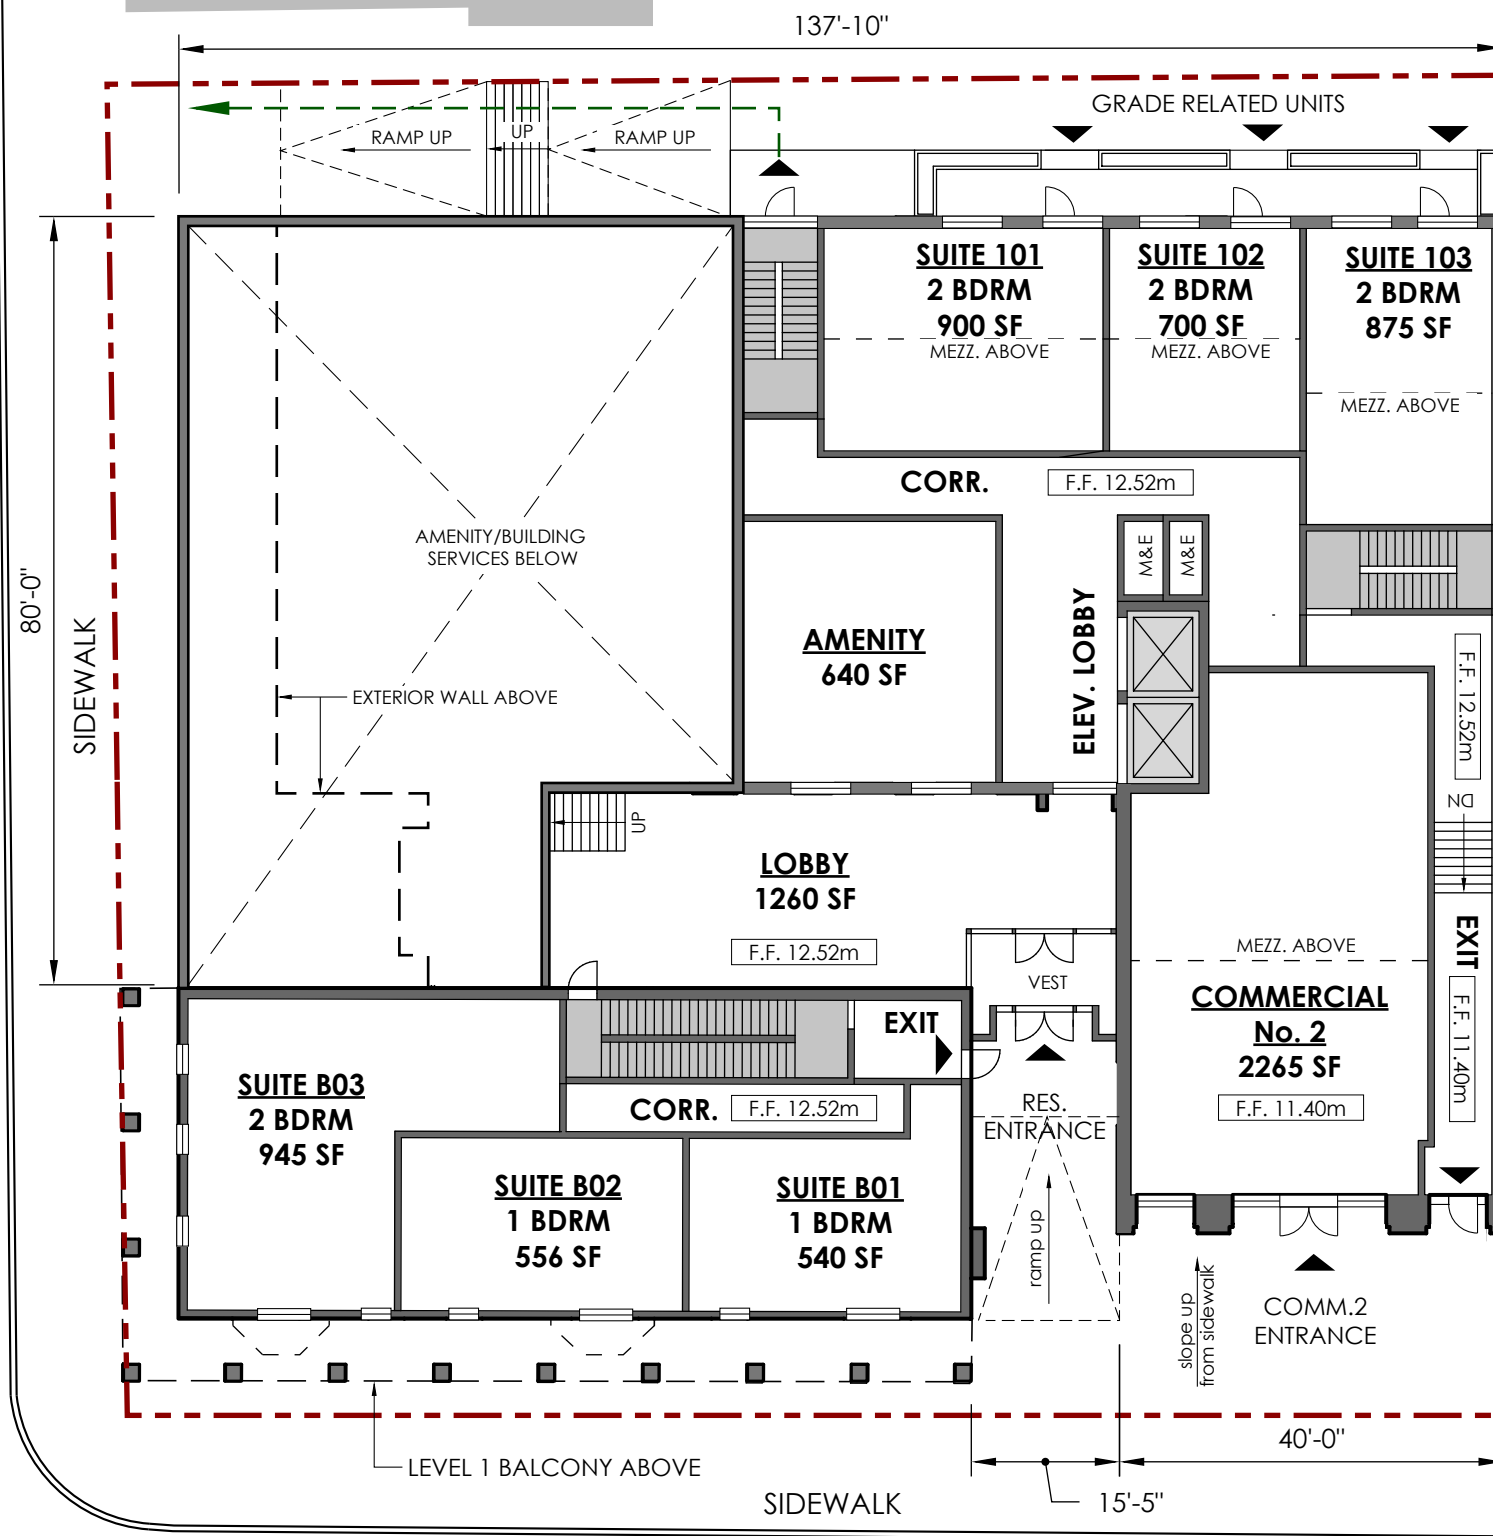 137'-10"
GRADE RELATED UNITS
RAMP UP
UP
RAMP UP
SUITE 101
2 BDRM
900 SF
MEZZ. ABOVE
SUITE 102
2 BDRM
700 SF
MEZZ. ABOVE
SUITE 103
2 BDRM
875 SF
MEZZ. ABOVE
CORR.
F.F. 12.52m
AMENITY/BUILDING
SERVICES BELOW
M&E
M&E
80'-0"
SIDEWALK
AMENITY
640 SF
ELEV. LOBBY
F.F. 12.52m
EXTERIOR WALL ABOVE
DN
UP
LOBBY
1260 SF
F.F. 12.52m
VEST
MEZZ. ABOVE
EXIT
COMMERCIAL
No. 2
2265 SF
F.F. 11.40m
F.F. 11.40m
EXIT
SUITE B03
2 BDRM
945 SF
CORR.
F.F. 12.52m
RES.
ENTRANCE
SUITE B02
1 BDRM
556 SF
SUITE B01
1 BDRM
540 SF
ramp up
slope up
from sidewalk
COMM.2
ENTRANCE
LEVEL 1 BALCONY ABOVE
40'-0"
15'-5"
SIDEWALK